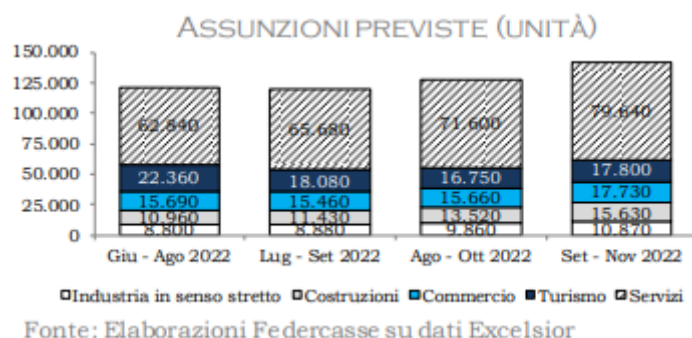 ASSUNZIONI PREVISTE (UNITÀ)
150.000
125.000
100.000
75.000
50.000
25.000
0
62.840 65.680 71.600 79.640
22.360 18.080 16.750 17.800
15.690 15.460 15.660 17.730
10.960 11.430 13.520 15.630
8.800 8.880 9.860 10.870
Giu - Ago 2022 Lug - Set 2022 Ago - Ott 2022 Set - Nov 2022
Industria in senso stretto Costruzioni Commercio Turismo Servizi
Fonte: Elaborazioni Federcasse su dati Excelsior